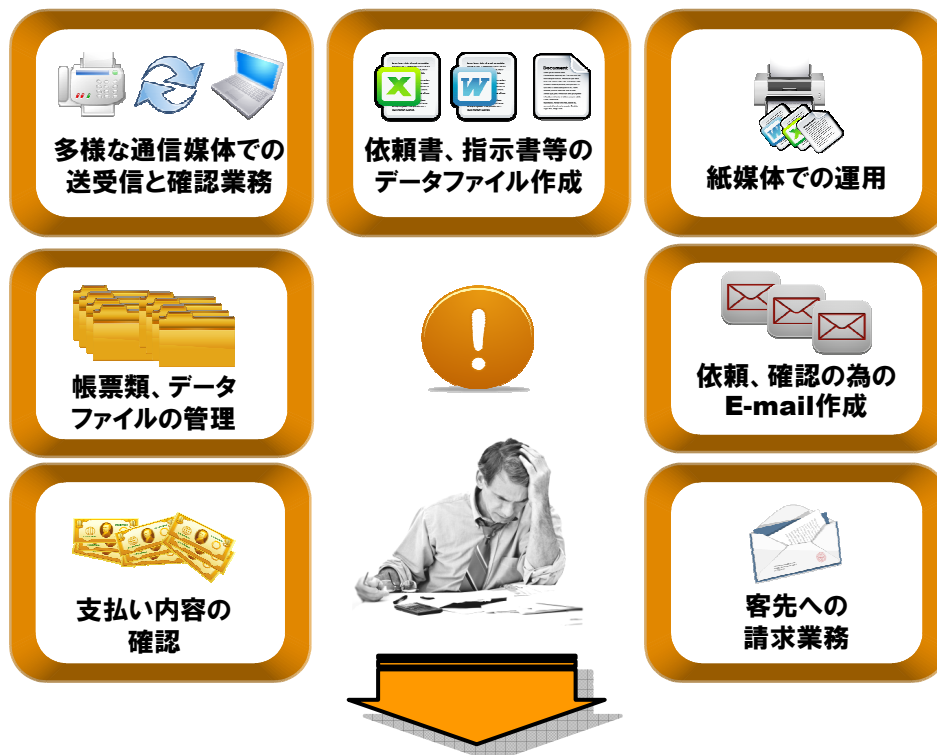 多様な通信媒体での
送受信と確認業務
Document
依頼書、指示書等の
データファイル作成
紙媒体での運用
帳票類、データ
ファイルの管理
依頼、確認の為の
E-mail作成
支払い内容の
確認
客先への
請求業務